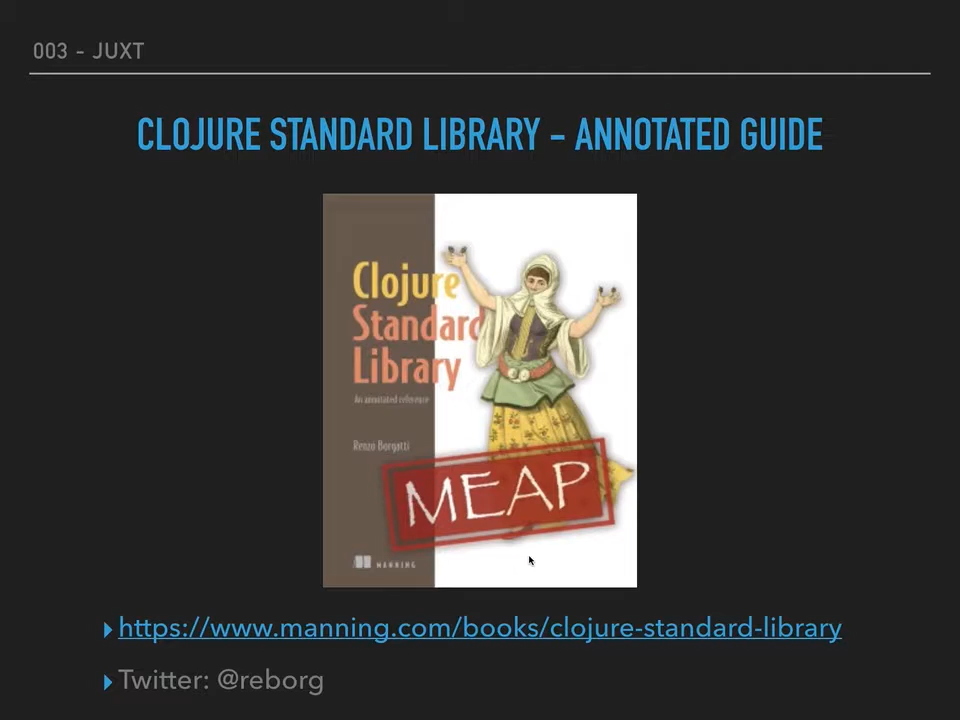 003 - JUXT
CLOJURE STANDARD LIBRARY - ANNOTATED GUIDE
Clojure
Standard
Library
An annotated reference
Renzo Borgatti
MEAP
MANNING
▸https://www.manning.com/books/clojure-standard-library
▸Twitter: @reborg